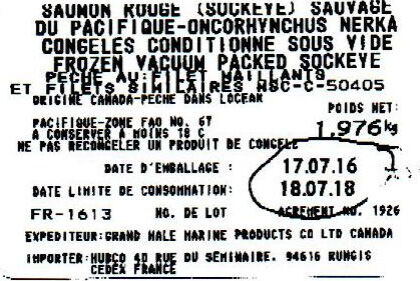 SAUMON ROUGE (SOCKEYE) SAUVAGE
DU PACIFIQUE-ONCORHYNCHUS NERKA
CONGELÉS CONDITIONNE SOUS VIDE
FROZEN VACUUM PACKED SOCKEYE
PECHE AU:FILET MAILLANTS
ET FILETS SIMILAIRES MSC-C-50405
ORIGINE CANADA-PECHE DANS LOCEAN
POIDS NET:
PACIFIQUE-ZONE FAO NO. 67
1,976kg
A CONSERVER A MOINS 18 C
NE PAS RECONGELER UN PRODUIT DE CONGELE
DATE D'EMBALLAGE : 17.07.16
DATE LIMITE DE CONSOMMATION: 18.07.18
FR-1613 NO. DE LOT AGREMENT NO. 1926
EXPEDITEUR:GRAND HALE MARINE PRODUCTS CO LTD CANADA
IMPORTER:HUBCO 4D RUE DU SEMINAIRE. 94616 RUNGIS
CEDEX FRANCE